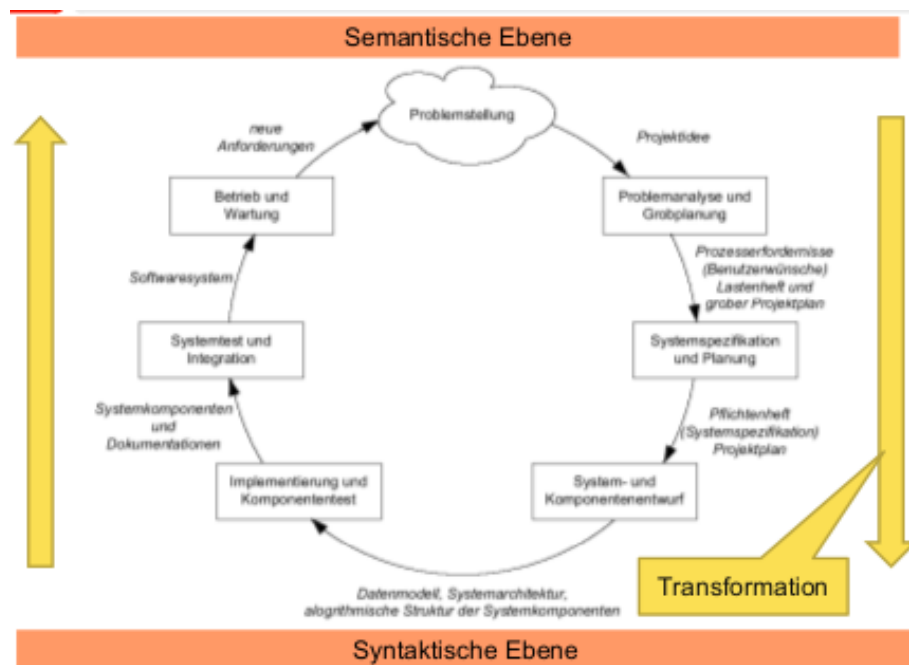 Semantische Ebene
Problemstellung
Projektidee
Problemanalyse und
Grobplanung
Prozesserfordernisse
(Benutzerwünsche)
Lastenheft und
grober Projektplan
Systemspezifikation
und Planung
Pflichtenheft
(Systemspezifikation)
Projektplan
System- und
Komponentenentwurf
Datenmodell, Systemarchitektur,
alogrithmische Struktur der Systemkomponenten
Implementierung und
Komponententest
Systemkomponenten
und
Dokumentationen
Systemtest und
Integration
Softwaresystem
Betrieb und
Wartung
neue
Anforderungen
Transformation
Syntaktische Ebene